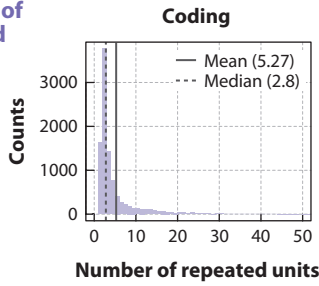 of
d
Coding
Mean (5.27)
Median (2.8)
Counts
3000
2000
1000
0
0 10 20 30 40 50
Number of repeated units